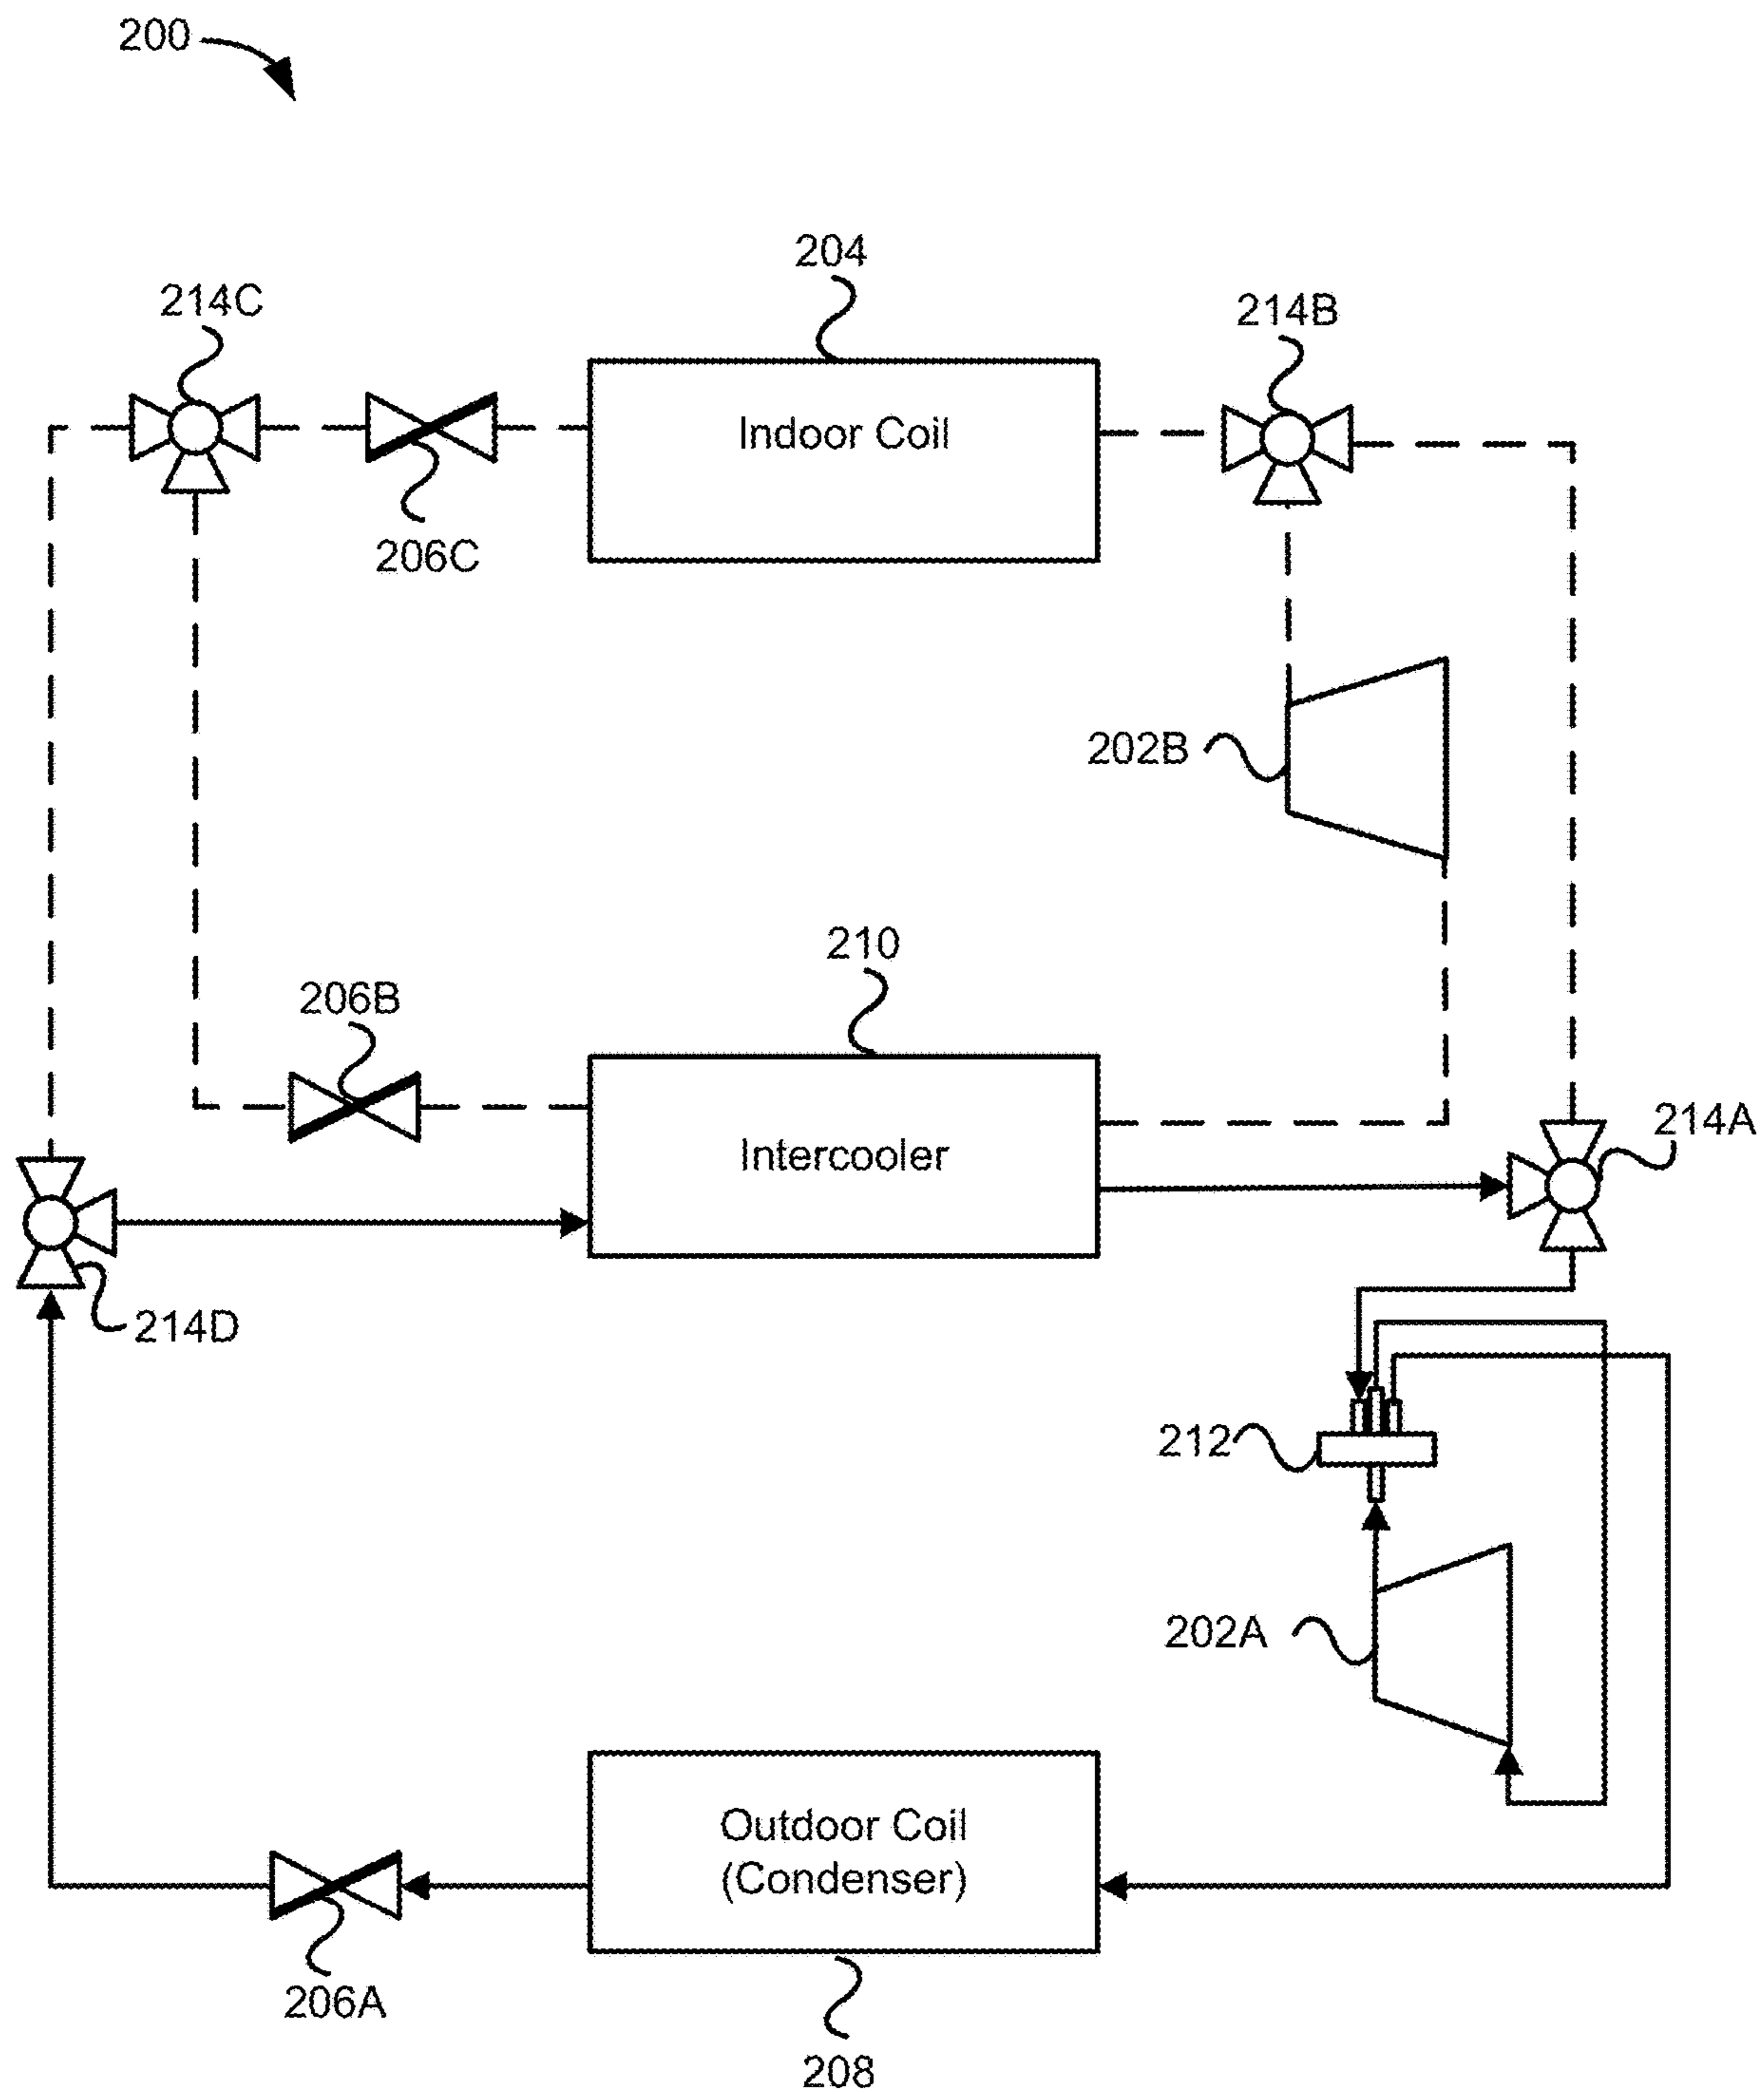 200
204
214C
214B
Indoor Coil
206C
202B
210
206B
214A
Intercooler
214D
212
202A
Outdoor Coil
(Condenser)
206A
208